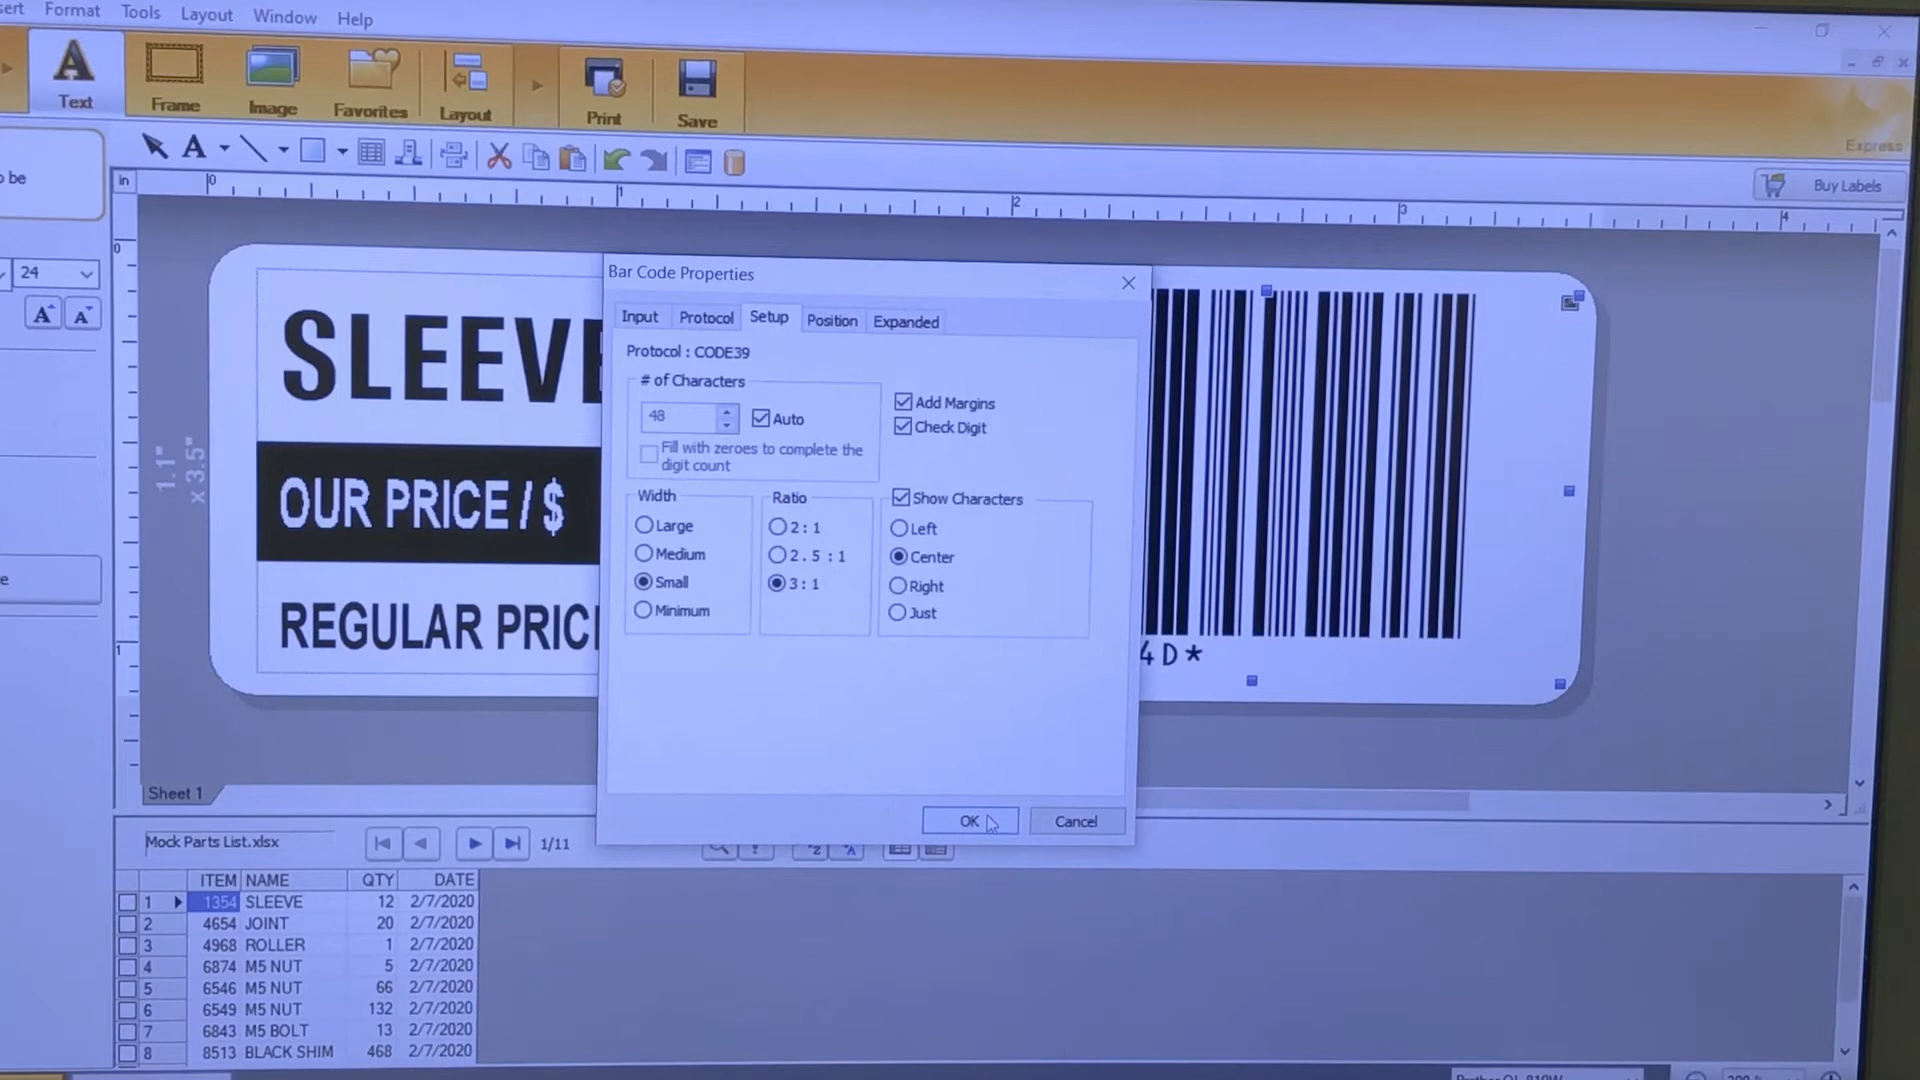 Format Tools Layout Window Help
Text Frame Image Favorites Layout Print Save
Express
Buy Labels
in 0 1 2 3 4
be
24
0
1
1.1"
x 3.5"
SLEEVE
OUR PRICE / $
REGULAR PRIC
4D*
Bar Code Properties
Input Protocol Setup Position Expanded
Protocol : CODE39
# of Characters
48 Auto
Fill with zeroes to complete the
digit count
Add Margins
Check Digit
Width
Large
Medium
Small
Minimum
Ratio
2 : 1
2.5 : 1
3 : 1
Show Characters
Left
Center
Right
Just
OK Cancel
Sheet 1
Mock Parts List.xlsx 1/11
ITEM NAME QTY DATE
1 1354 SLEEVE 12 2/7/2020
2 4654 JOINT 20 2/7/2020
3 4968 ROLLER 1 2/7/2020
4 6874 M5 NUT 5 2/7/2020
5 6546 M5 NUT 66 2/7/2020
6 6549 M5 NUT 132 2/7/2020
7 6843 M5 BOLT 13 2/7/2020
8 8513 BLACK SHIM 468 2/7/2020